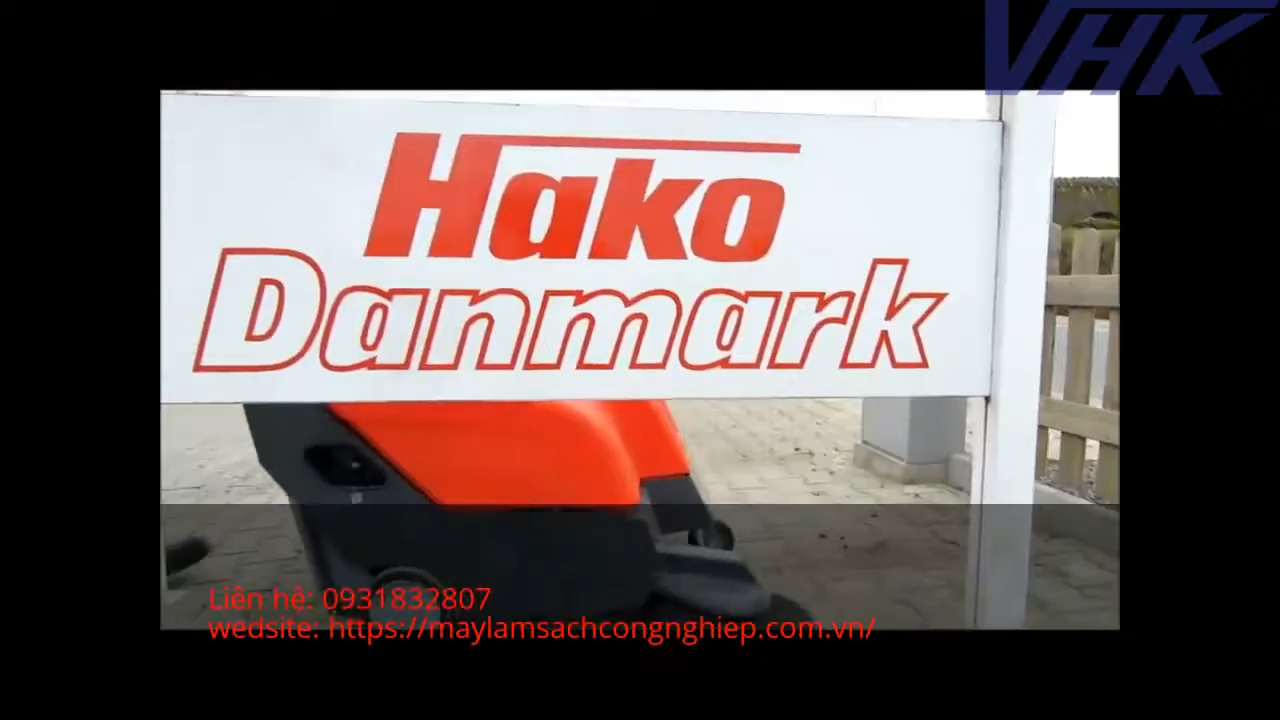 VHK
Hako
Danmark
Liên hệ: 0931832807
wedsite: https://maylamsachcongnghiep.com.vn/